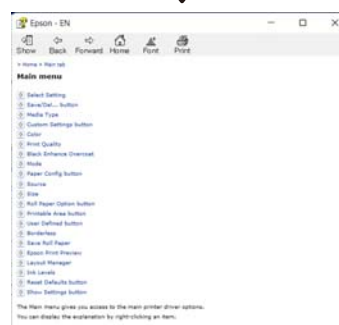 Epson - EN
Show Back Forward Home Font Print
> Home > Main tab
Main menu
Select Setting
Save/Del... button
Media Type
Custom Settings button
Color
Print Quality
Black Enhance Overcoat
Mode
Paper Config button
Source
Size
Roll Paper Option button
Printable Area button
User Defined button
Borderless
Save Roll Paper
Epson Print Preview
Layout Manager
Ink Levels
Reset Defaults button
Show Settings button
The Main menu gives you access to the main printer driver options.
You can display the explanation by right-clicking an item.